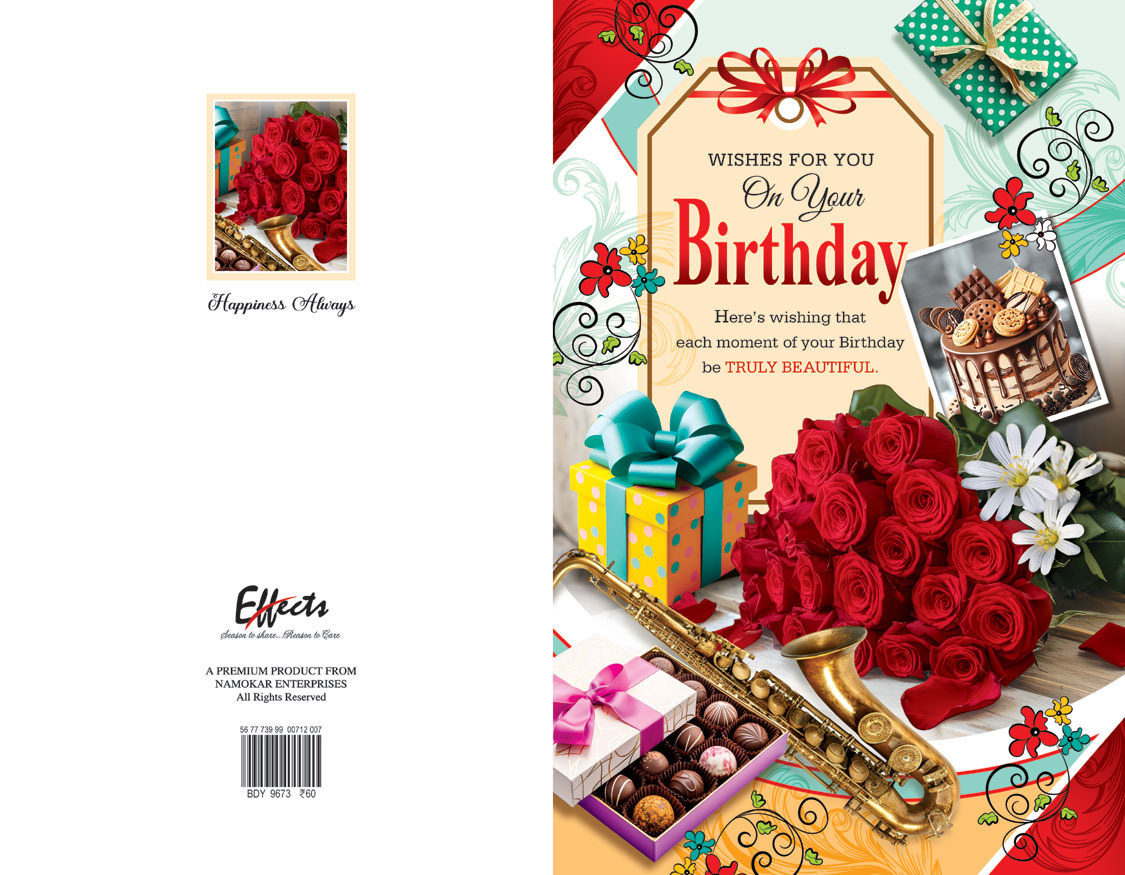 Happiness Always
Effects
Season to share...Reason to Care
A PREMIUM PRODUCT FROM
NAMOKAR ENTERPRISES
All Rights Reserved
56 77 739 99 00712 007
BDY 9673 ₹60
WISHES FOR YOU
On Your
Birthday
Here's wishing that
each moment of your Birthday
be TRULY BEAUTIFUL.